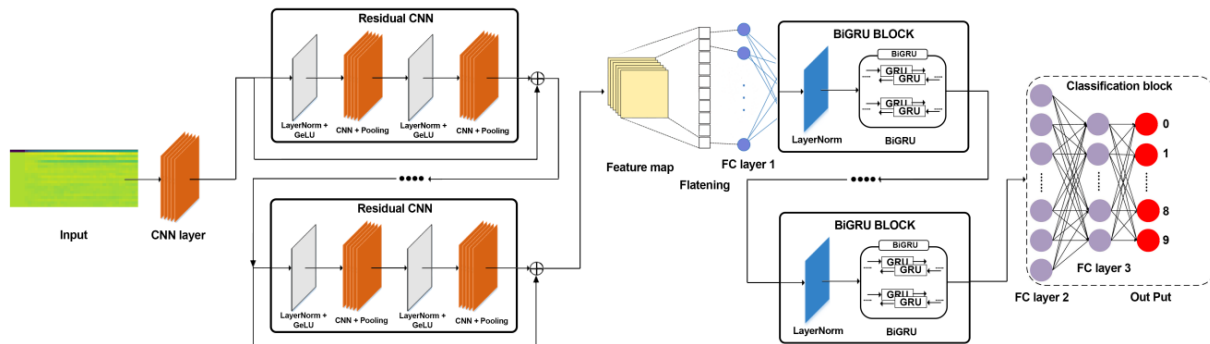 Input
CNN layer
Residual CNN
LayerNorm +
GeLU
CNN + Pooling
LayerNorm +
GeLU
CNN + Pooling
Residual CNN
LayerNorm +
GeLU
CNN + Pooling
LayerNorm +
GeLU
CNN + Pooling
Feature map
Flatening
FC layer 1
BiGRU BLOCK
LayerNorm
BiGRU
GRU
GRU
GRU
GRU
BiGRU
BiGRU BLOCK
LayerNorm
BiGRU
GRU
GRU
GRU
GRU
BiGRU
Classification block
0
1
8
9
FC layer 2
FC layer 3
Out Put